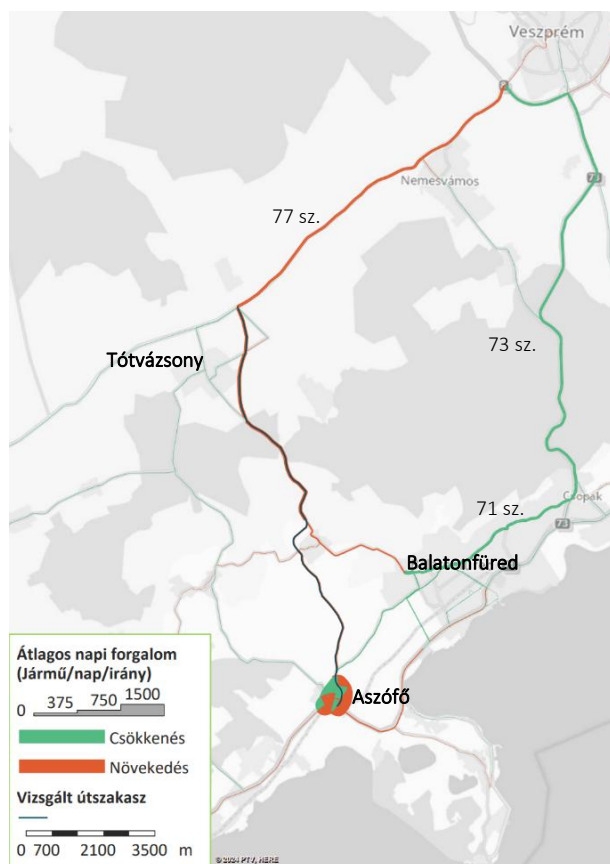 Veszprém
73
Nemesvámos
77 sz.
73 sz.
Tótvázsony
Csopak
71 sz.
73
Balatonfüred
Aszófő
Átlagos napi forgalom
(Jármű/nap/irány)
0 375 750 1500
Csökkenés
Növekedés
Vizsgált útszakasz
0 700 2100 3500 m
© 2024 PTV, HERE